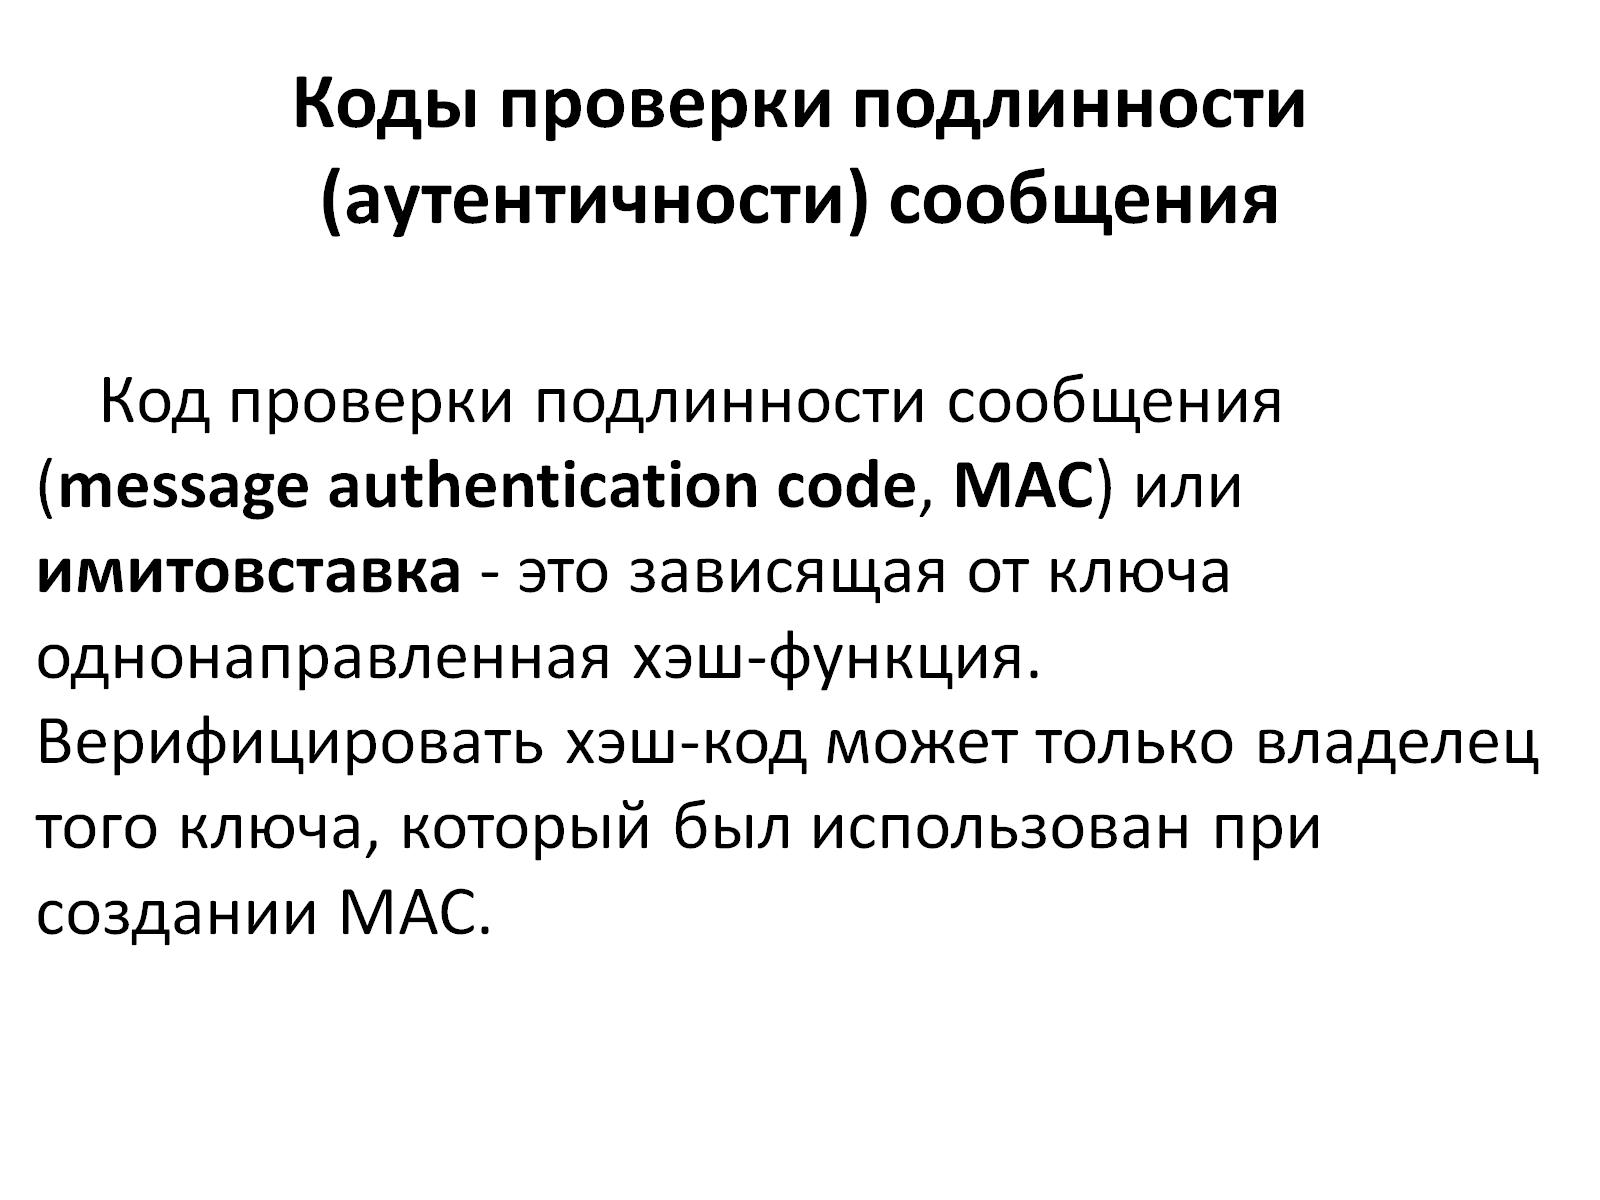 Коды проверки подлинности
(аутентичности) сообщения
Код проверки подлинности сообщения
(message authentication code, MAC) или
имитовставка - это зависящая от ключа
однонаправленная хэш-функция.
Верифицировать хэш-код может только владелец
того ключа, который был использован при
создании MAC.